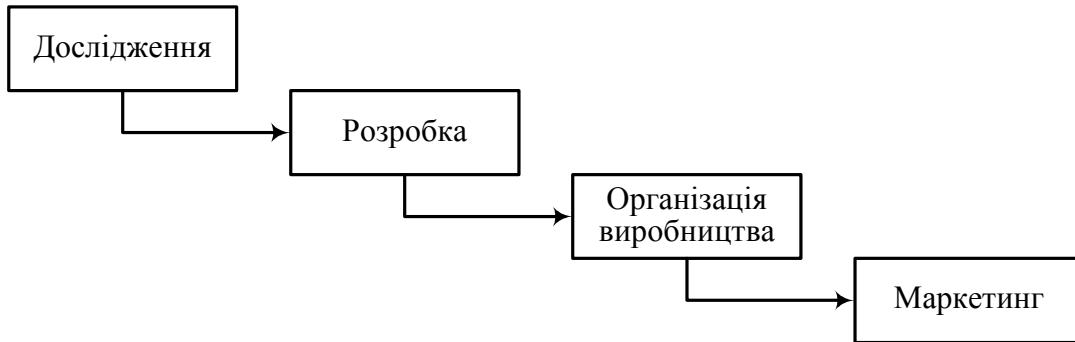 Дослідження
Розробка
Організація
виробництва
Маркетинг